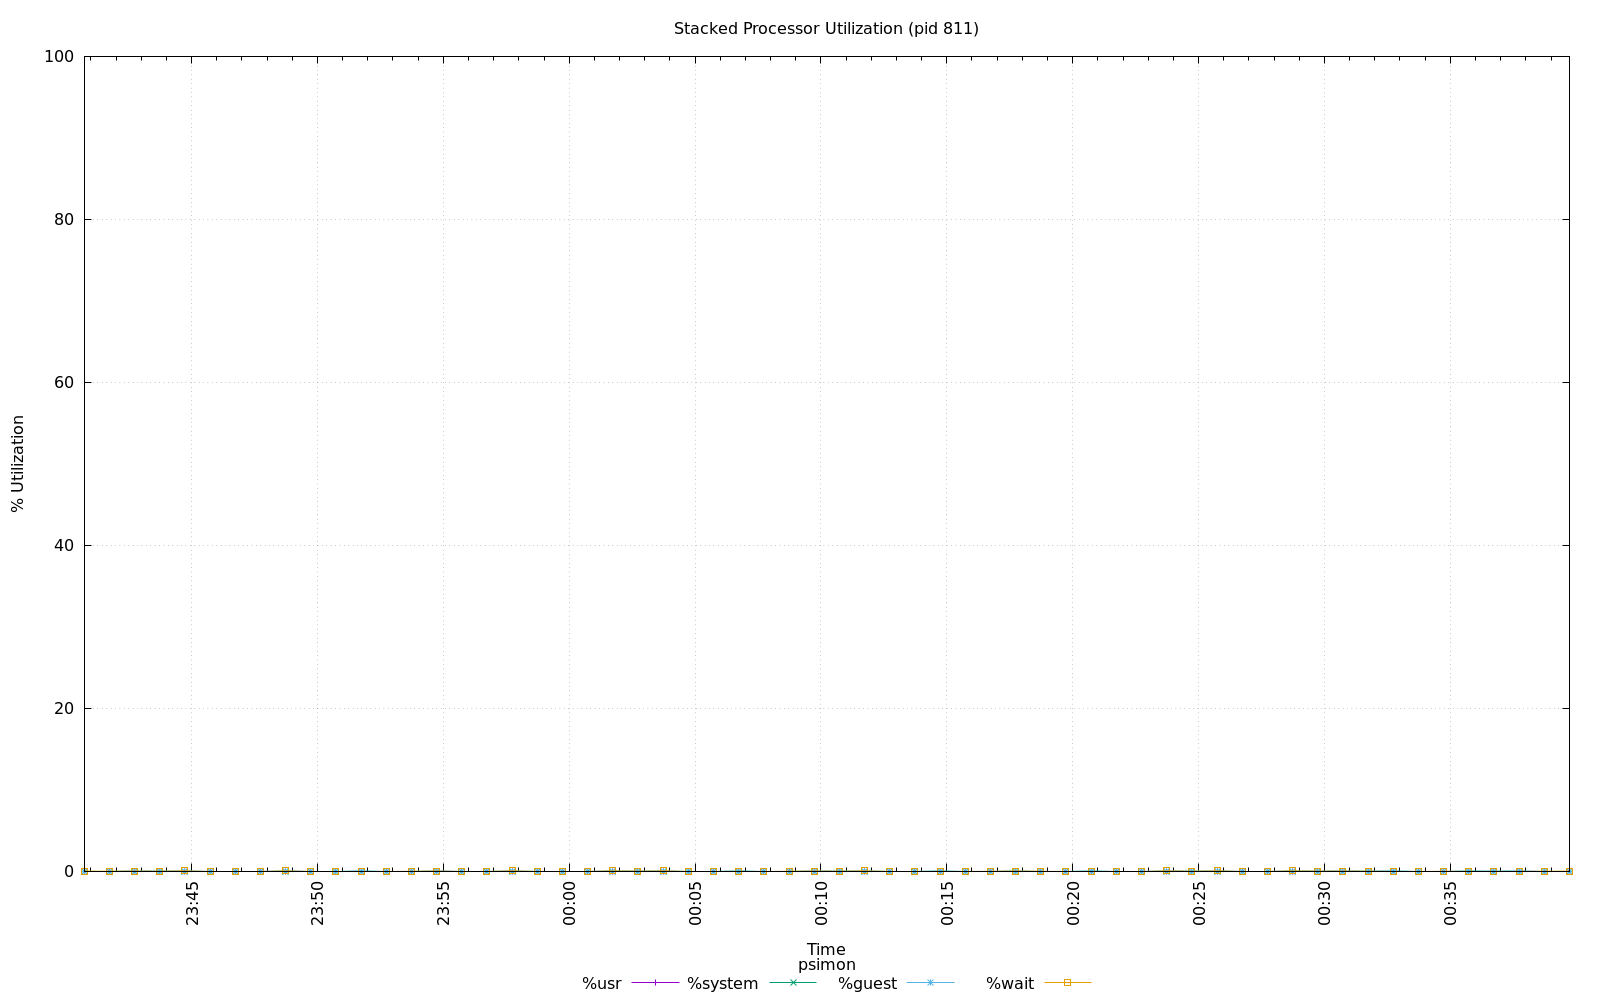 Stacked Processor Utilization (pid 811)
100
80
60
40
20
0
% Utilization
23:45 23:50 23:55 00:00 00:05 00:10 00:15 00:20 00:25 00:30 00:35
Time
psimon
%usr %system %guest %wait